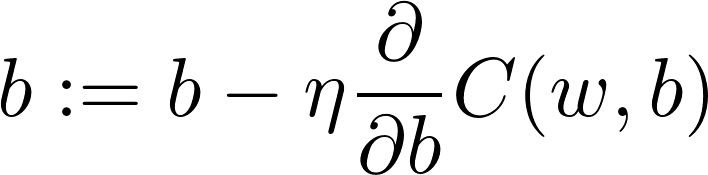 b := b − η ∂/∂b C(w, b)